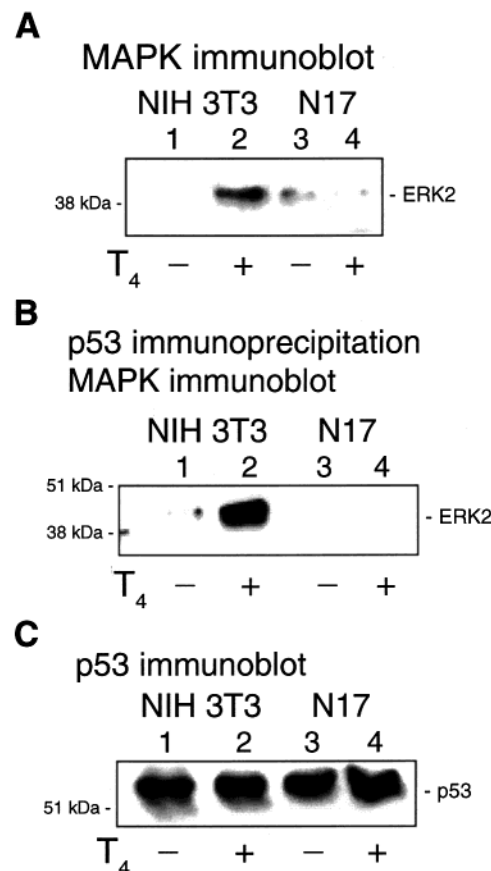 A
MAPK immunoblot
NIH 3T3 N17
1 2 3 4
38 kDa - - ERK2
T4 − + − +
B
p53 immunoprecipitation
MAPK immunoblot
NIH 3T3 N17
1 2 3 4
51 kDa -
- ERK2
38 kDa -
T4 − + − +
C
p53 immunoblot
NIH 3T3 N17
1 2 3 4
- p53
51 kDa -
T4 − + − +